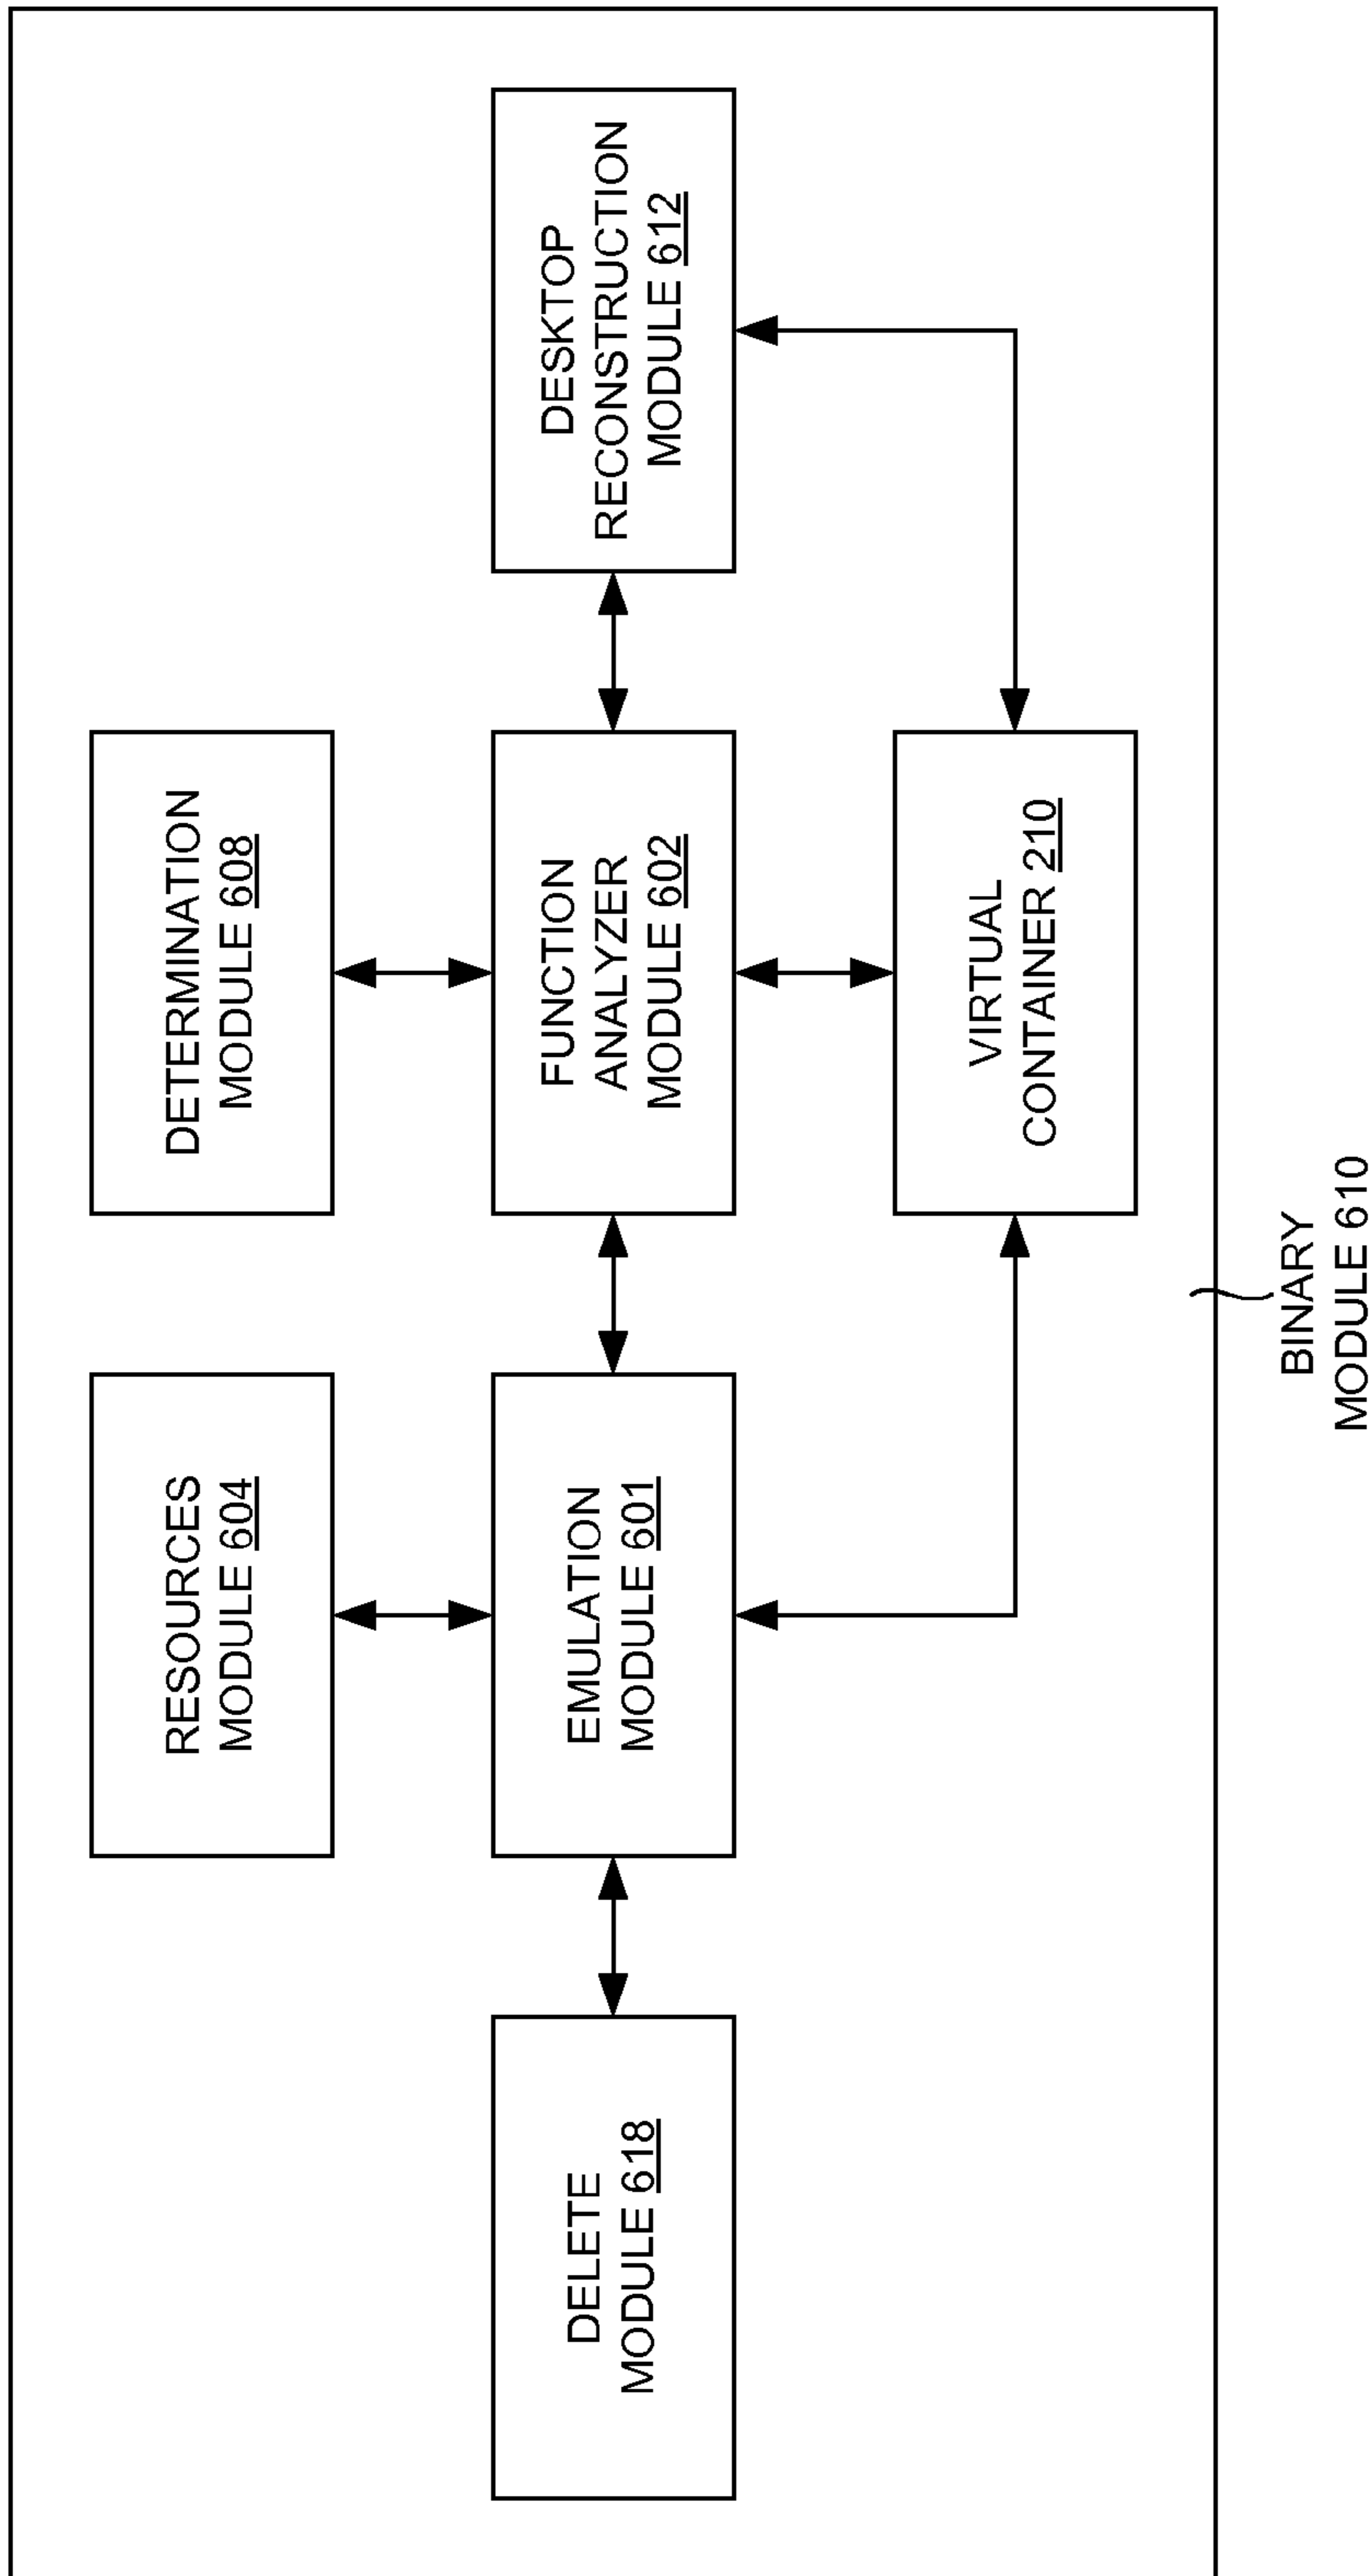 RESOURCES
MODULE 604
DETERMINATION
MODULE 608
DELETE
MODULE 618
EMULATION
MODULE 601
FUNCTION
ANALYZER
MODULE 602
DESKTOP
RECONSTRUCTION
MODULE 612
VIRTUAL
CONTAINER 210
BINARY
MODULE 610